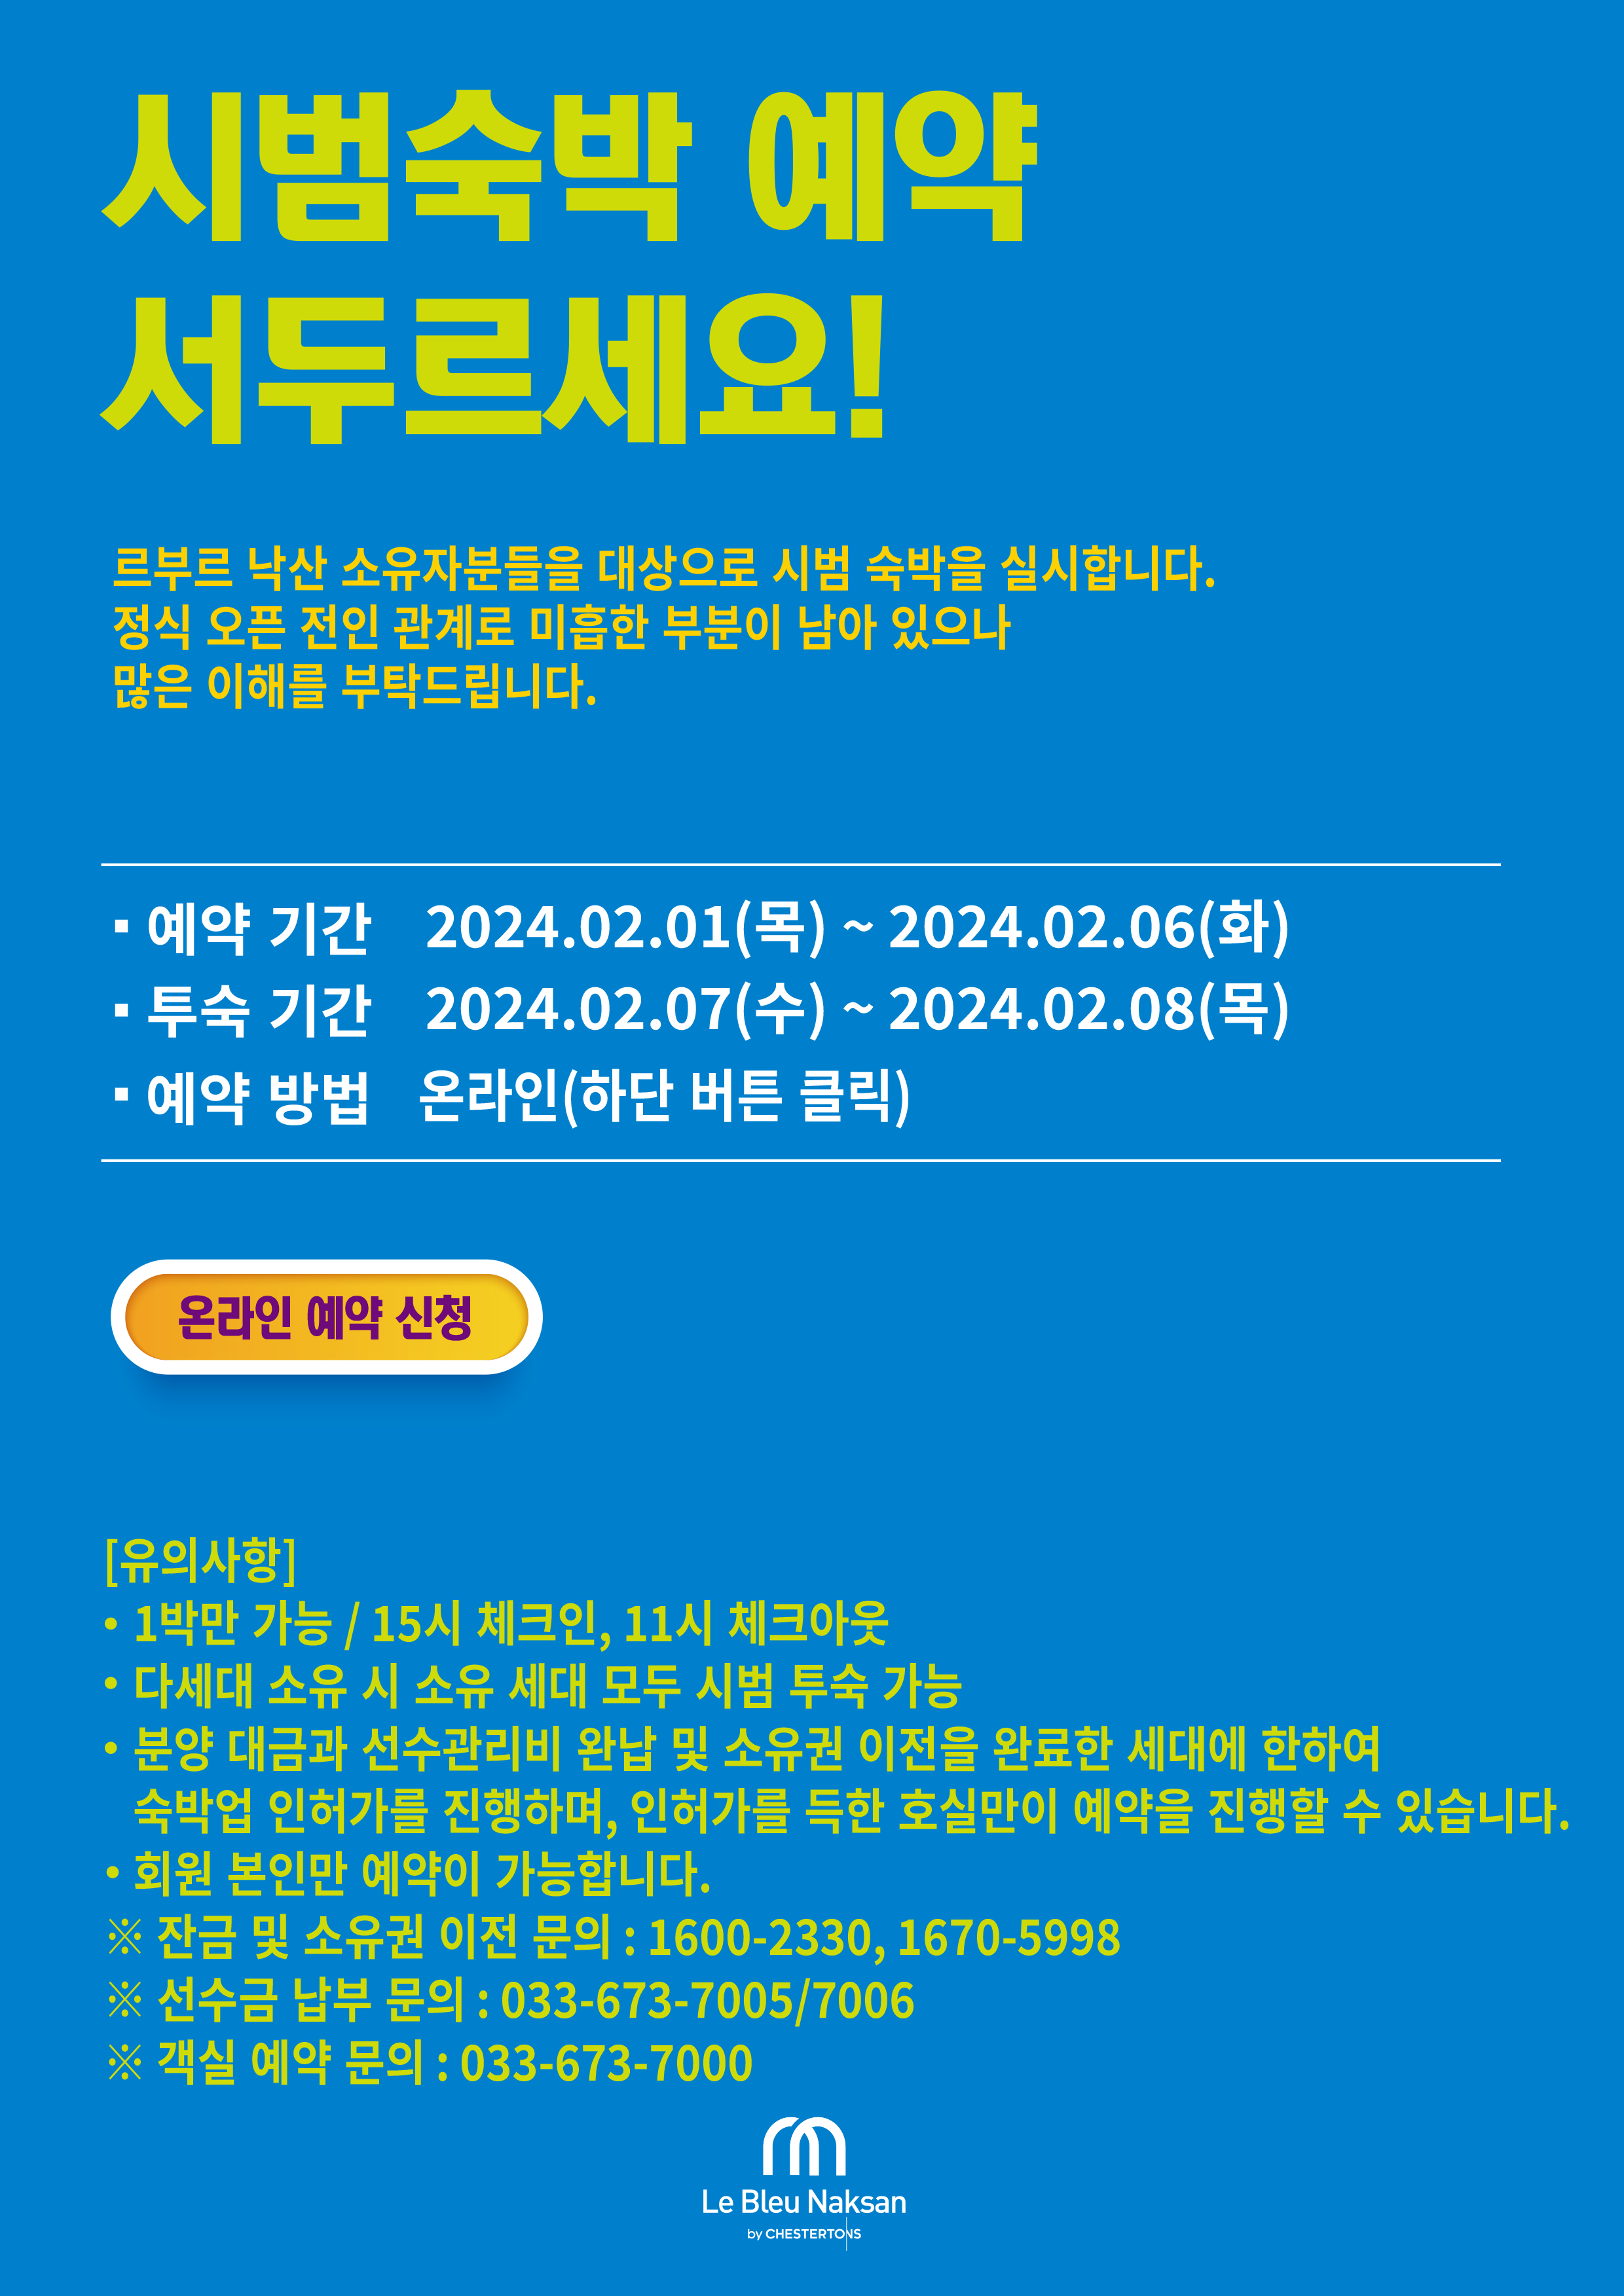 시범숙박 예약
서두르세요!
르부르 낙산 소유자분들을 대상으로 시범 숙박을 실시합니다.
정식 오픈 전인 관계로 미흡한 부분이 남아 있으나
많은 이해를 부탁드립니다.
▪ 예약 기간 2024.02.01(목) ~ 2024.02.06(화)
▪ 투숙 기간 2024.02.07(수) ~ 2024.02.08(목)
▪ 예약 방법 온라인(하단 버튼 클릭)
온라인 예약 신청
[유의사항]
• 1박만 가능 / 15시 체크인, 11시 체크아웃
• 다세대 소유 시 소유 세대 모두 시범 투숙 가능
• 분양 대금과 선수관리비 완납 및 소유권 이전을 완료한 세대에 한하여
숙박업 인허가를 진행하며, 인허가를 득한 호실만이 예약을 진행할 수 있습니다.
• 회원 본인만 예약이 가능합니다.
※ 잔금 및 소유권 이전 문의 : 1600-2330, 1670-5998
※ 선수금 납부 문의 : 033-673-7005/7006
※ 객실 예약 문의 : 033-673-7000
Le Bleu Naksan
by CHESTERTONS